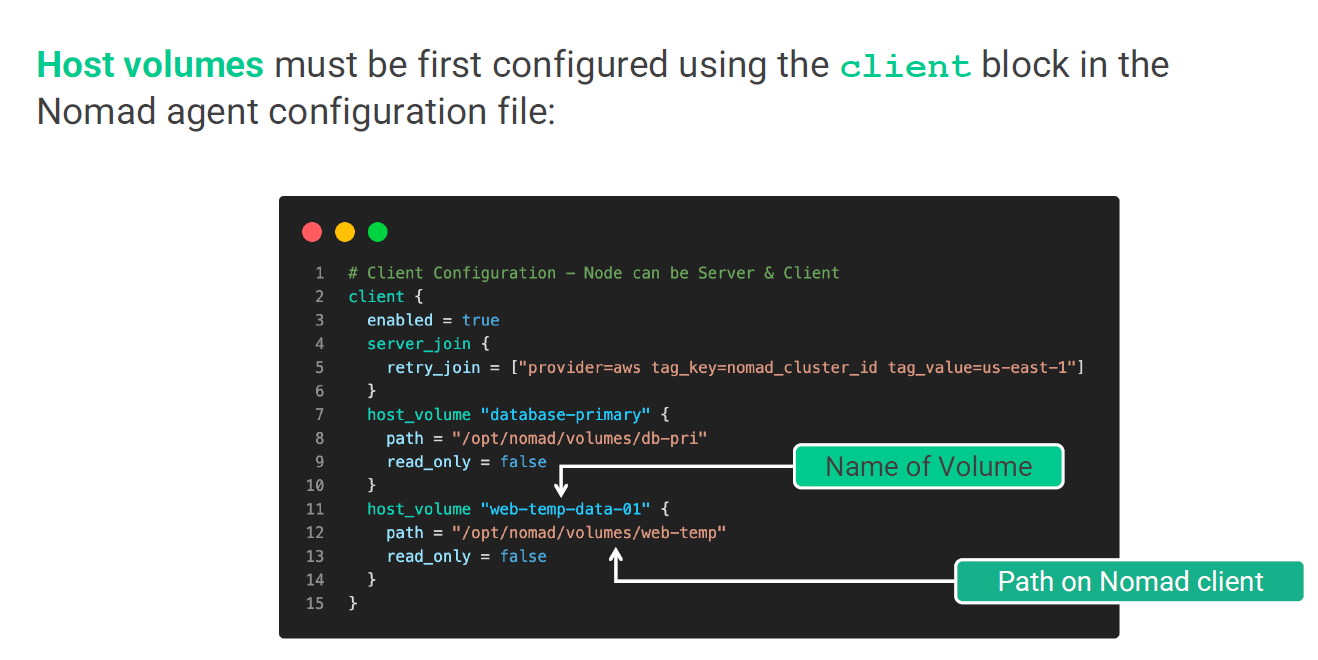 Host volumes must be first configured using the client block in the
Nomad agent configuration file:
1 # Client Configuration – Node can be Server & Client
2 client {
3 enabled = true
4 server_join {
5 retry_join = ["provider=aws tag_key=nomad_cluster_id tag_value=us-east-1"]
6 }
7 host_volume "database-primary" {
8 path = "/opt/nomad/volumes/db-pri"
9 read_only = false
Name of Volume
10 }
11 host_volume "web-temp-data-01" {
12 path = "/opt/nomad/volumes/web-temp"
13 read_only = false
Path on Nomad client
14 }
15 }